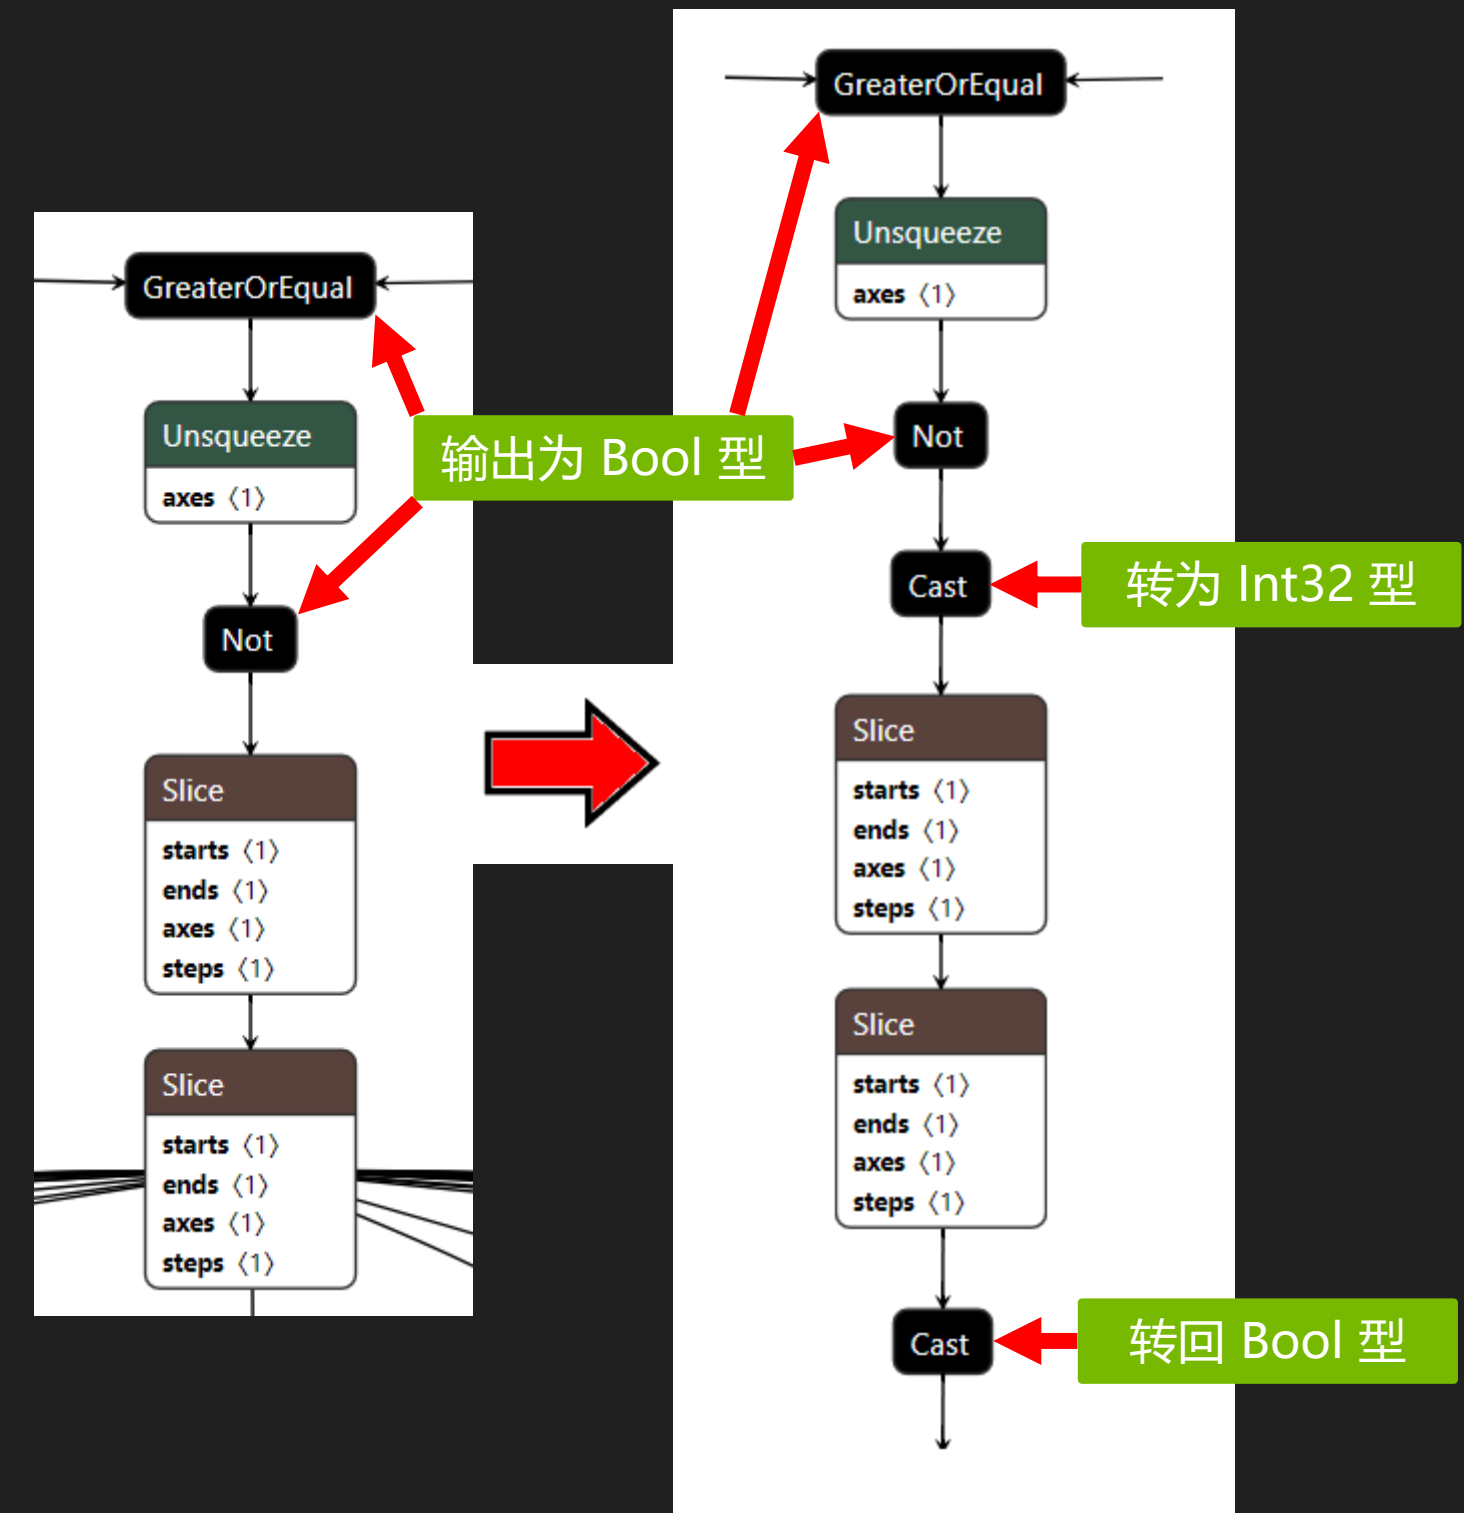 GreaterOrEqual
Unsqueeze
axes 〈1〉
Not
Slice
starts 〈1〉
ends 〈1〉
axes 〈1〉
steps 〈1〉
Slice
starts 〈1〉
ends 〈1〉
axes 〈1〉
steps 〈1〉
输出为 Bool 型
GreaterOrEqual
Unsqueeze
axes 〈1〉
Not
Cast
转为 Int32 型
Slice
starts 〈1〉
ends 〈1〉
axes 〈1〉
steps 〈1〉
Slice
starts 〈1〉
ends 〈1〉
axes 〈1〉
steps 〈1〉
Cast
转回 Bool 型